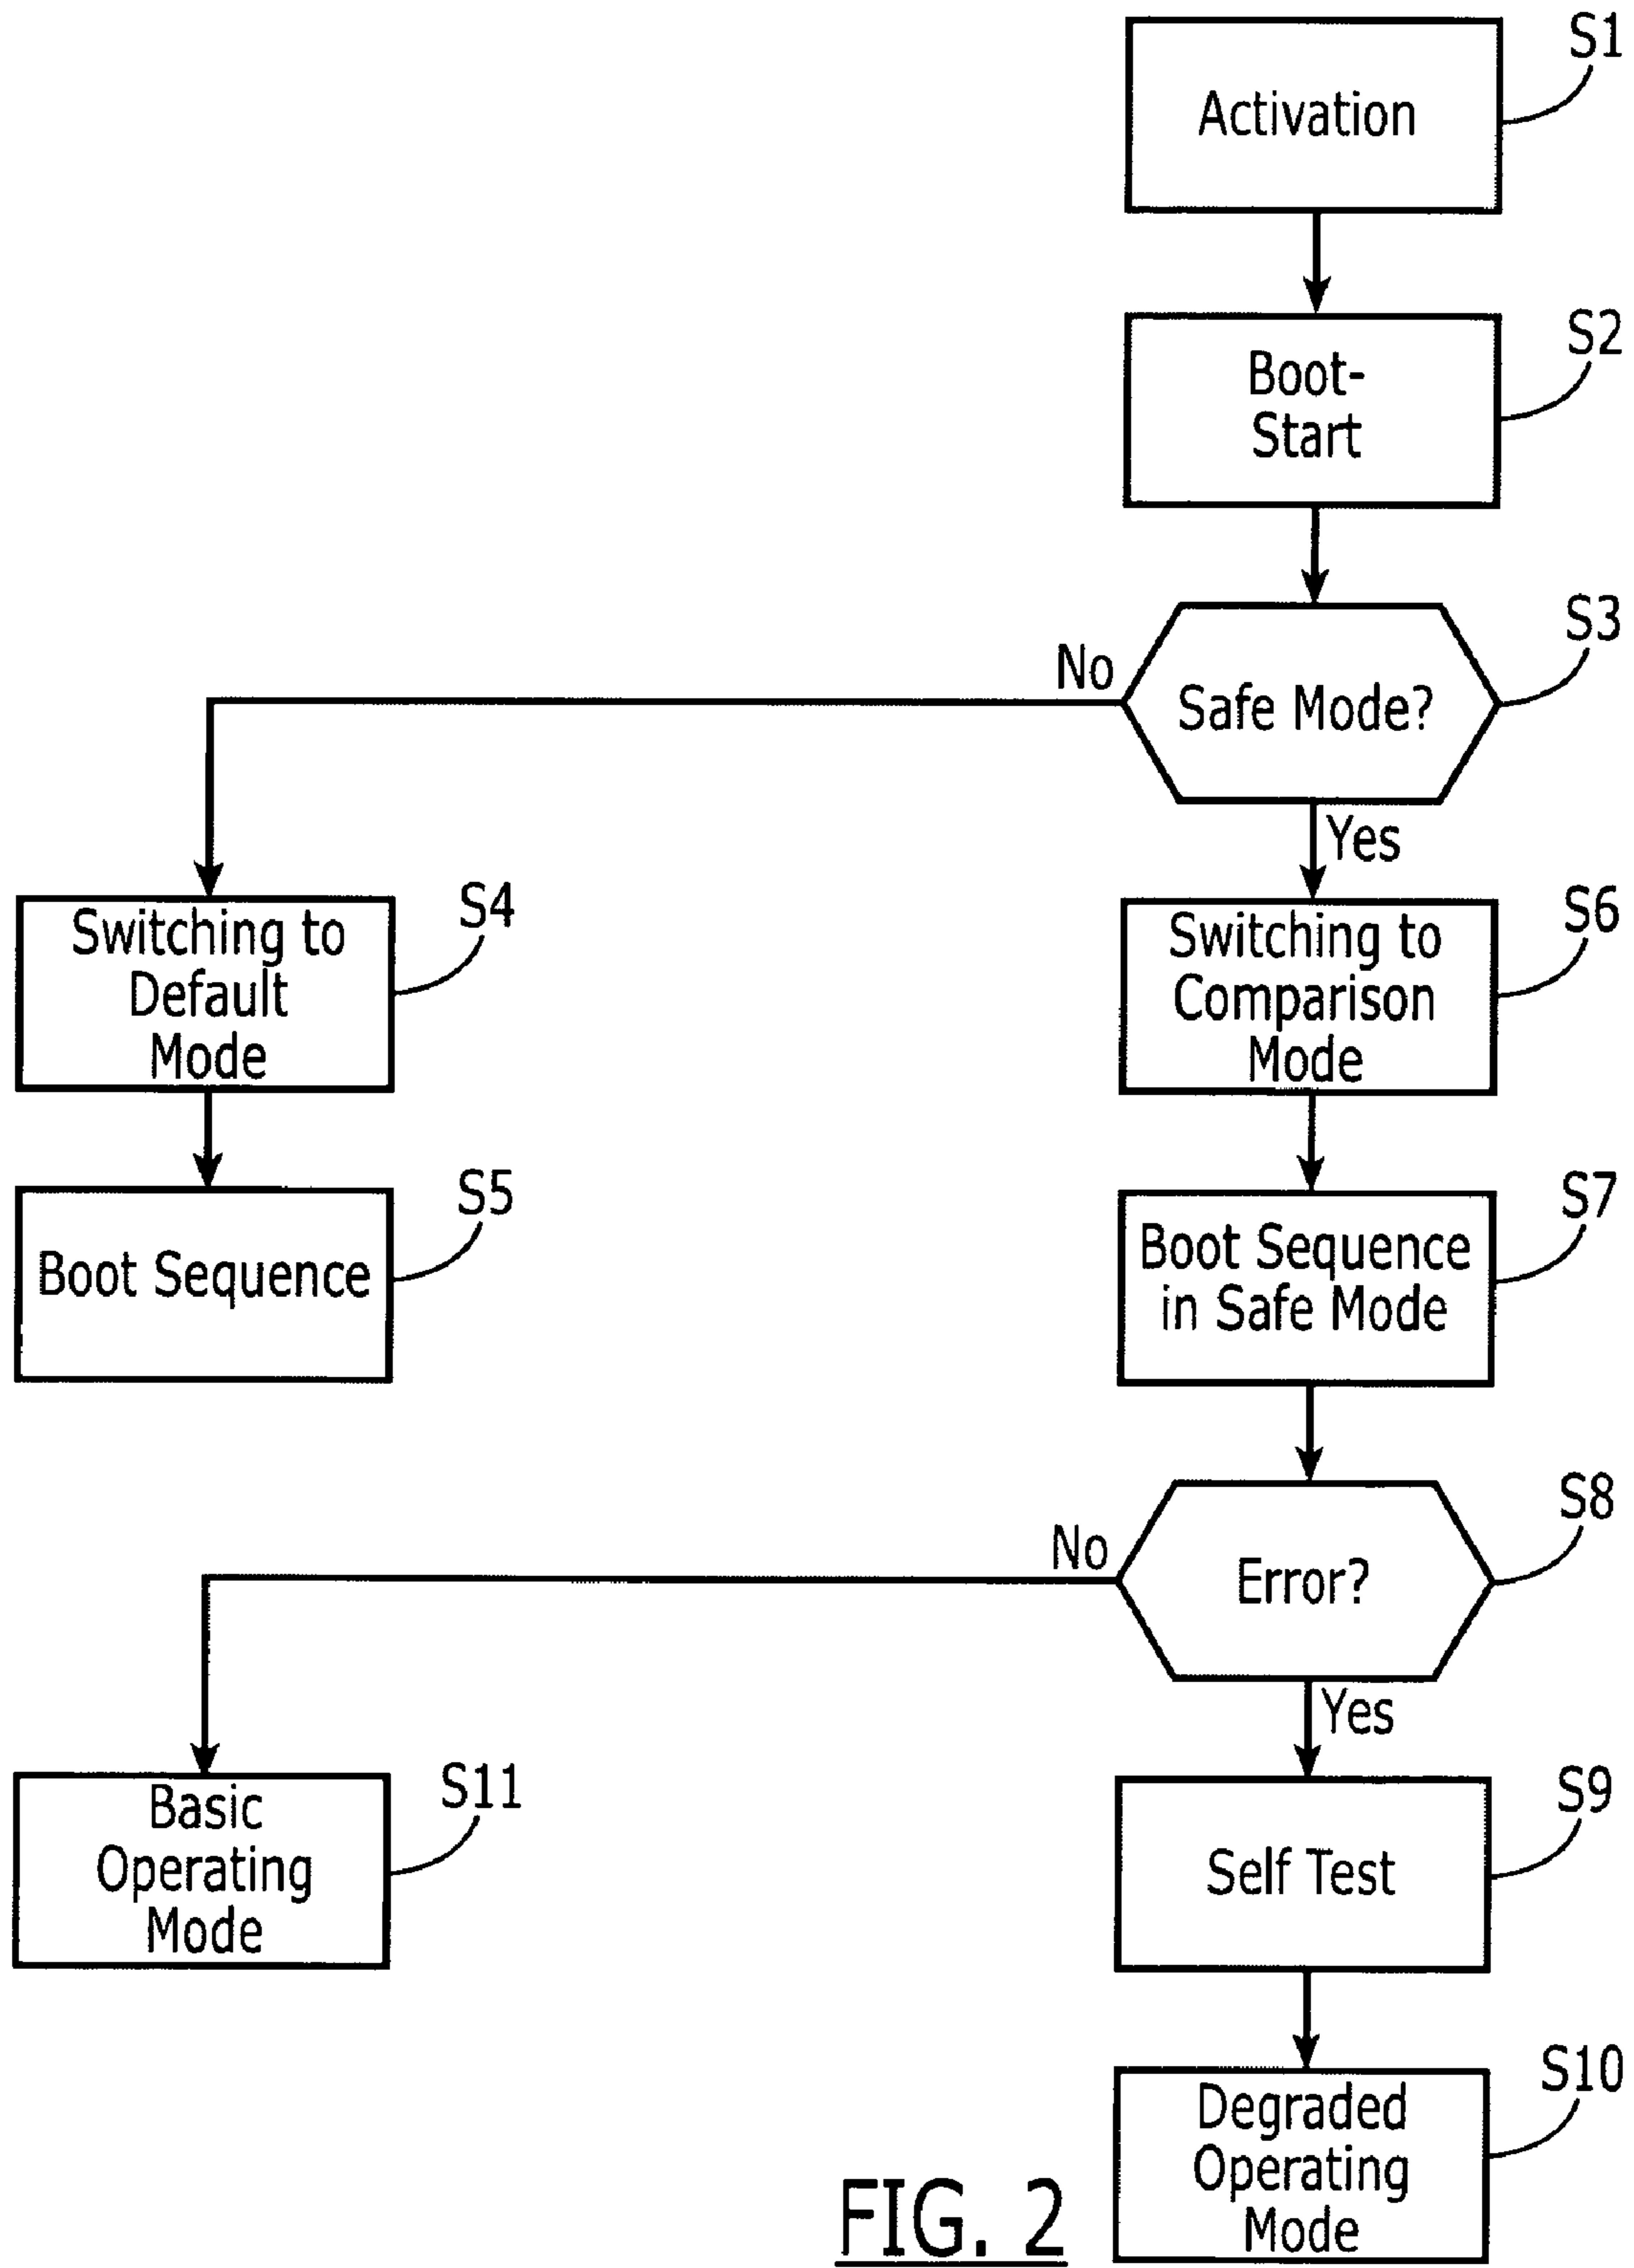 S1
Activation
S2
Boot-
Start
S3
No
Safe Mode?
Yes
S4
Switching to
Default
Mode
S6
Switching to
Comparison
Mode
S5
Boot Sequence
S7
Boot Sequence
in Safe Mode
S8
No
Error?
Yes
S11
Basic
Operating
Mode
S9
Self Test
S10
Degraded
Operating
Mode
FIG. 2